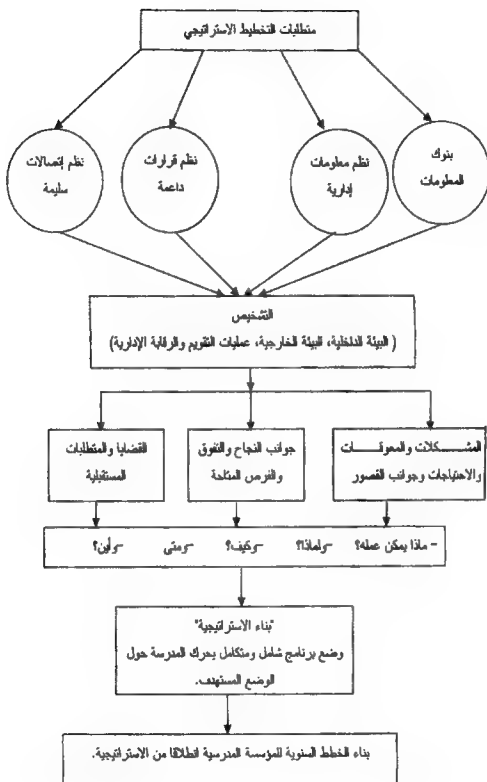 متطلبات التخطيط الاستراتيجي
بنوك
المعلومات
نظم معلومات
إدارية
نظم قرارات
داعمة
نظم إتصالات
سليمة
التشخيص
( البيئة الداخلية، البيئة الخارجية، عمليات التقويم والرقابة الإدارية)
المشـــكلات والمعوقـــات
والاحتياجات وجوانب القصور
جوانب النجاح والتفوق
والفرص المتاحة
القضايا والمتطلبات
المستقبلية
- ماذا يمكن عمله؟ -ولماذا؟ -وكيف؟ -ومتى -وأين؟
"بناء الاستراتيجية"
وضع برنامج شامل ومتكامل يحرك المدرسة حول
الوضع المستهدف.
بناء الخطط السنوية للمؤسسة المدرسية انطلاقا من الاستراتيجية.